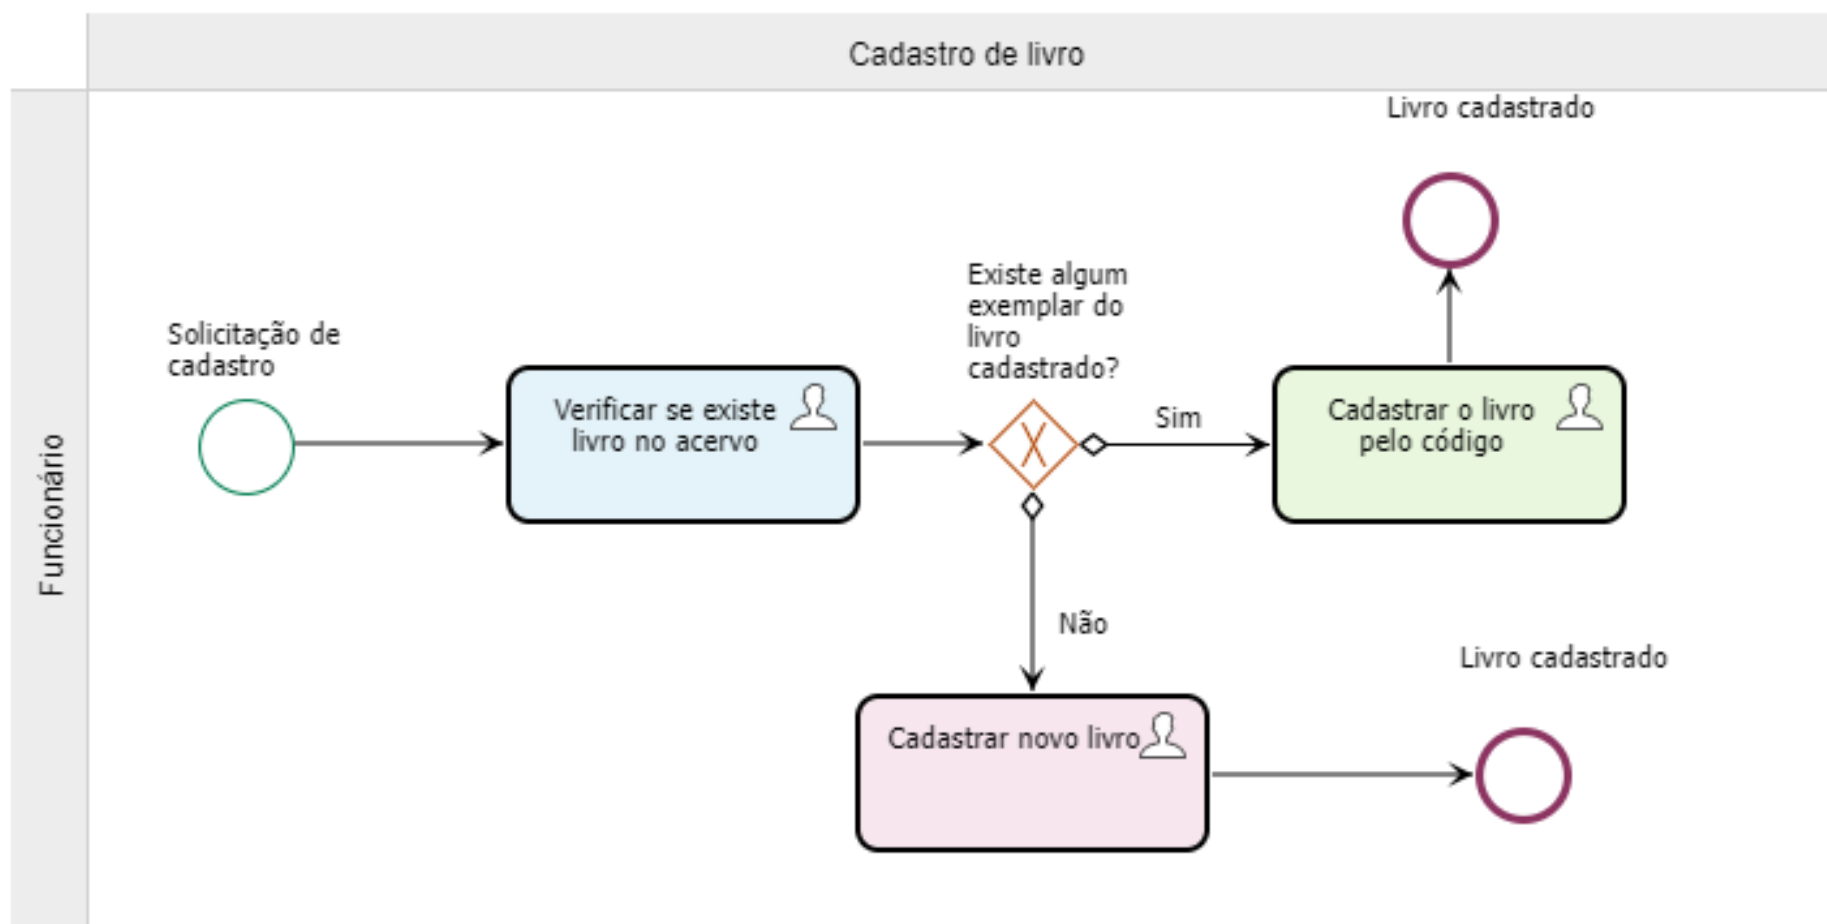 Cadastro de livro
Funcionário
Solicitação de
cadastro
Verificar se existe
livro no acervo
Existe algum
exemplar do
livro
cadastrado?
Sim
Cadastrar o livro
pelo código
Livro cadastrado
Não
Cadastrar novo livro
Livro cadastrado